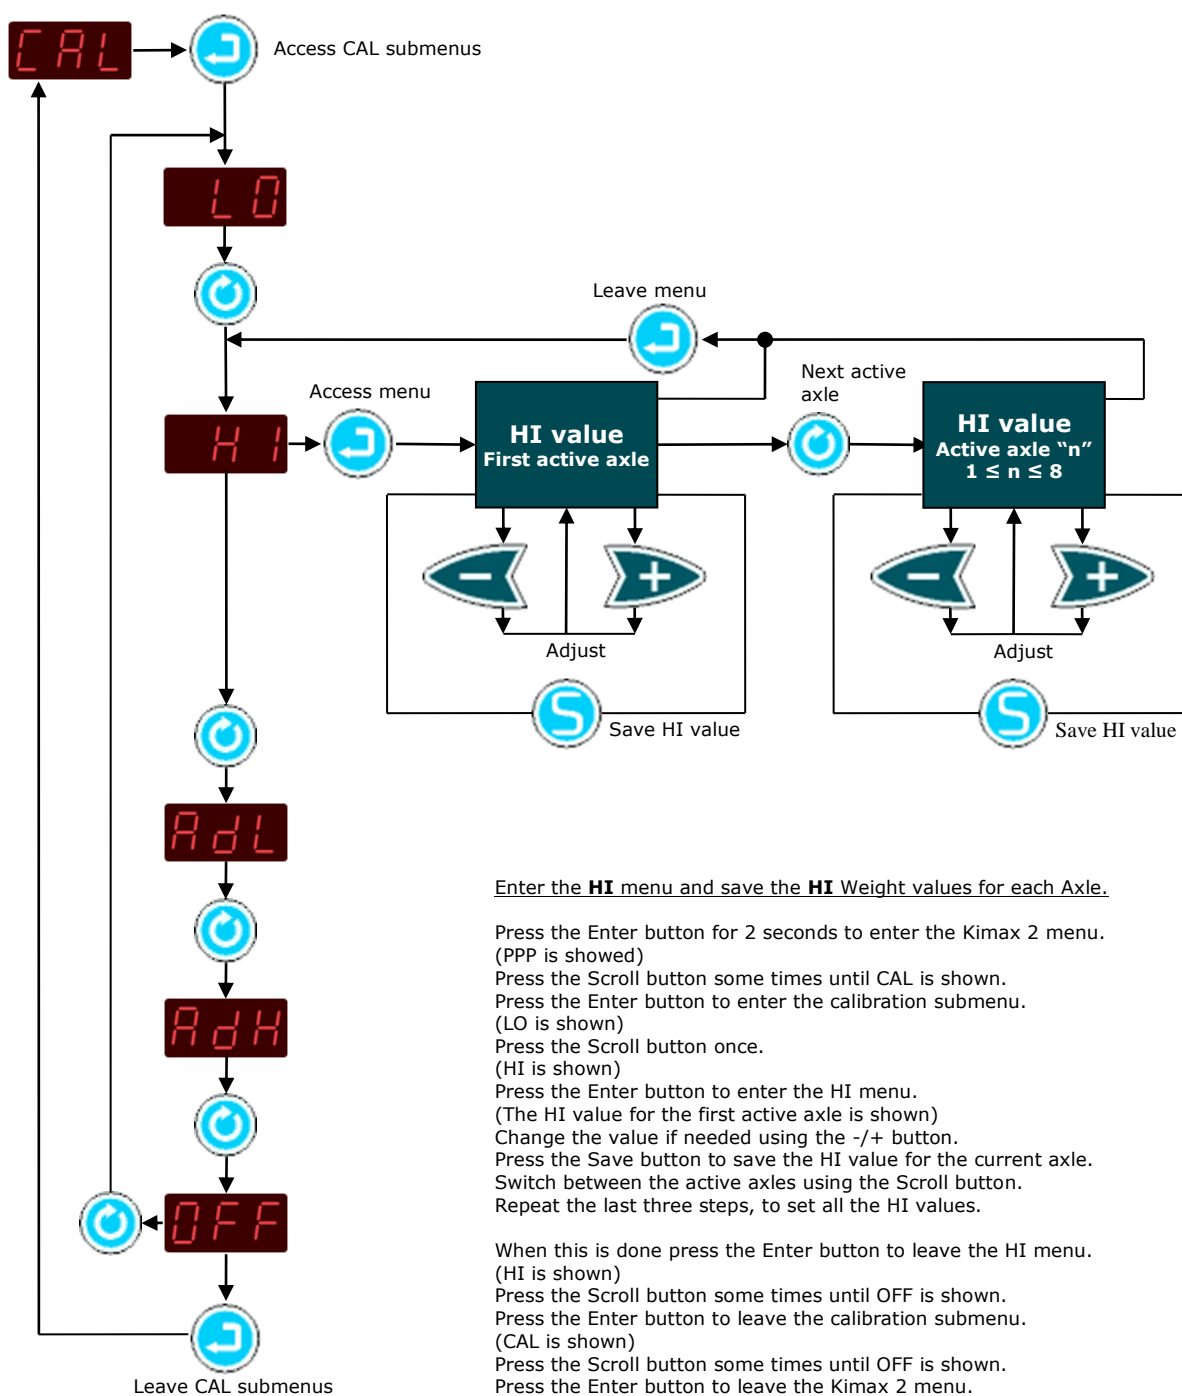 CAL
Access CAL submenus
LO
Leave menu
Next active
axle
Access menu
HI
HI value
First active axle
HI value
Active axle “n”
1 ≤ n ≤ 8
−
+
−
+
Adjust
Adjust
S
Save HI value
S
Save HI value
AdL
AdH
OFF
Leave CAL submenus
Enter the HI menu and save the HI Weight values for each Axle.
Press the Enter button for 2 seconds to enter the Kimax 2 menu.
(PPP is showed)
Press the Scroll button some times until CAL is shown.
Press the Enter button to enter the calibration submenu.
(LO is shown)
Press the Scroll button once.
(HI is shown)
Press the Enter button to enter the HI menu.
(The HI value for the first active axle is shown)
Change the value if needed using the -/+ button.
Press the Save button to save the HI value for the current axle.
Switch between the active axles using the Scroll button.
Repeat the last three steps, to set all the HI values.
When this is done press the Enter button to leave the HI menu.
(HI is shown)
Press the Scroll button some times until OFF is shown.
Press the Enter button to leave the calibration submenu.
(CAL is shown)
Press the Scroll button some times until OFF is shown.
Press the Enter button to leave the Kimax 2 menu.